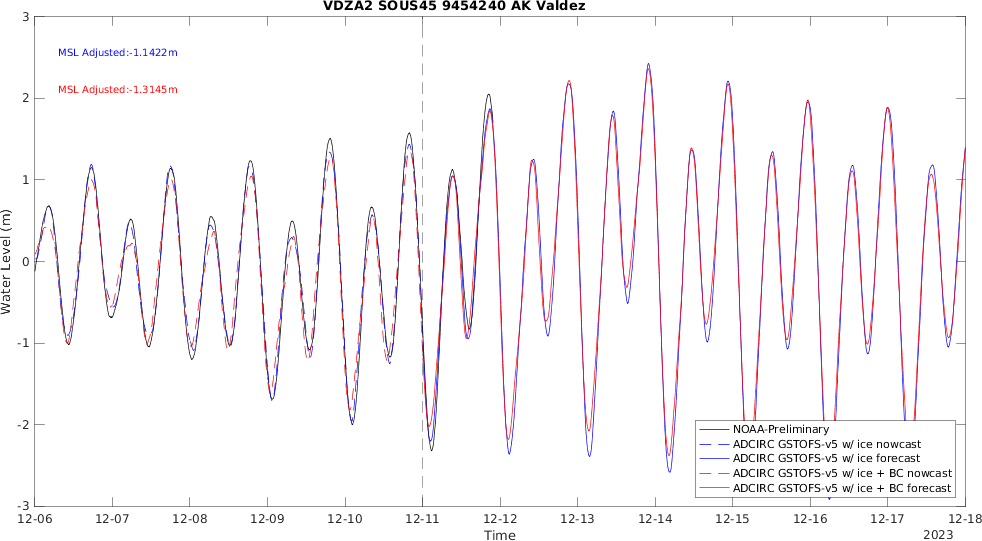 VDZA2 SOUS45 9454240 AK Valdez
MSL Adjusted:-1.1422m
MSL Adjusted:-1.3145m
3
2
1
0
-1
-2
-3
Water Level (m)
NOAA-Preliminary
ADCIRC GSTOFS-v5 w/ ice nowcast
ADCIRC GSTOFS-v5 w/ ice forecast
ADCIRC GSTOFS-v5 w/ ice + BC nowcast
ADCIRC GSTOFS-v5 w/ ice + BC forecast
12-06 12-07 12-08 12-09 12-10 12-11 12-12 12-13 12-14 12-15 12-16 12-17 12-18
Time
2023